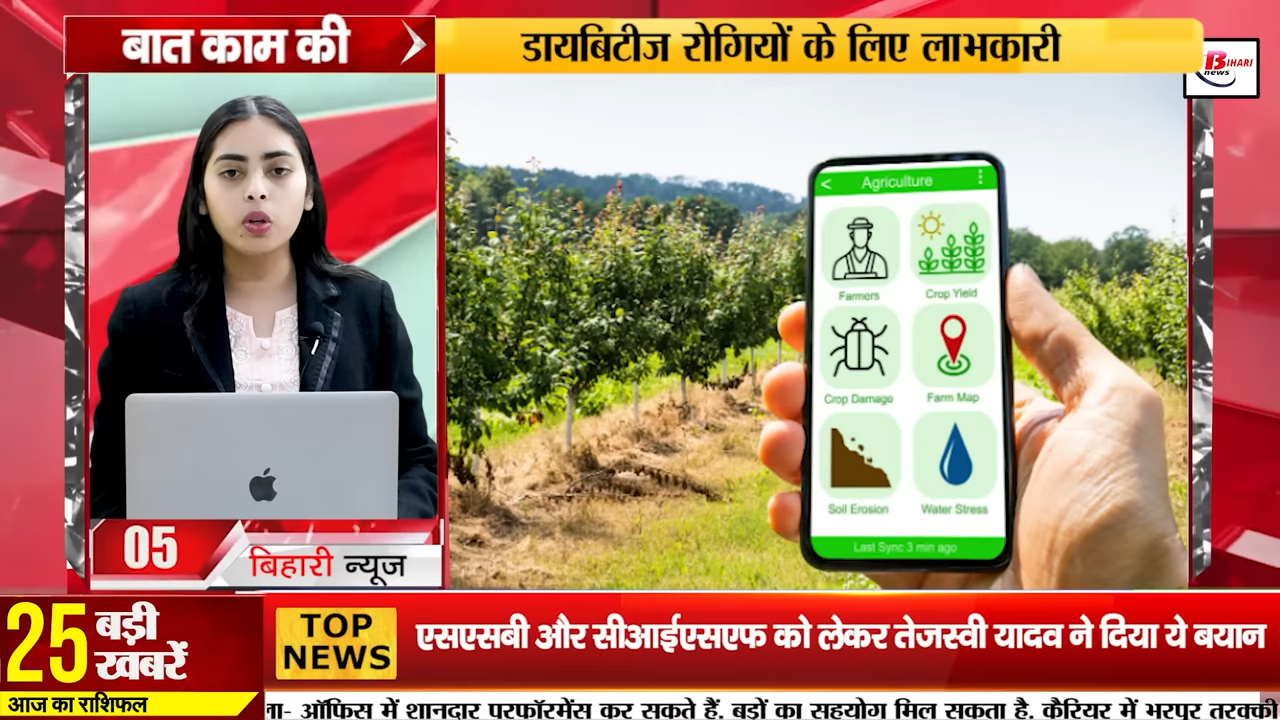 बात काम की
डायबिटीज रोगियों के लिए लाभकारी
BIHARI
news
Agriculture
Farmers
Crop Yield
Crop Damage
Farm Map
Soil Erosion
Water Stress
Last Sync 3 min ago
05
बिहारी न्यूज
25 बड़ी
खबरें
TOP
NEWS
एसएसबी और सीआईएसएफ को लेकर तेजस्वी यादव ने दिया ये बयान
आज का राशिफल
ऑफिस में शानदार परफॉरमेंस कर सकते हैं. बड़ों का सहयोग मिल सकता है. कैरियर में भरपूर तरक्की